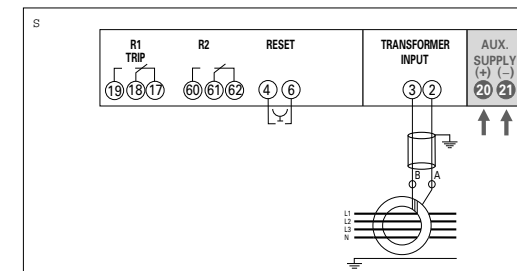 S
R1 R2 RESET TRANSFORMER AUX.
TRIP INPUT SUPPLY
(+) (−)
19 18 17 60 61 62 4 6 3 2 20 21
B A
L1
L2
L3
N